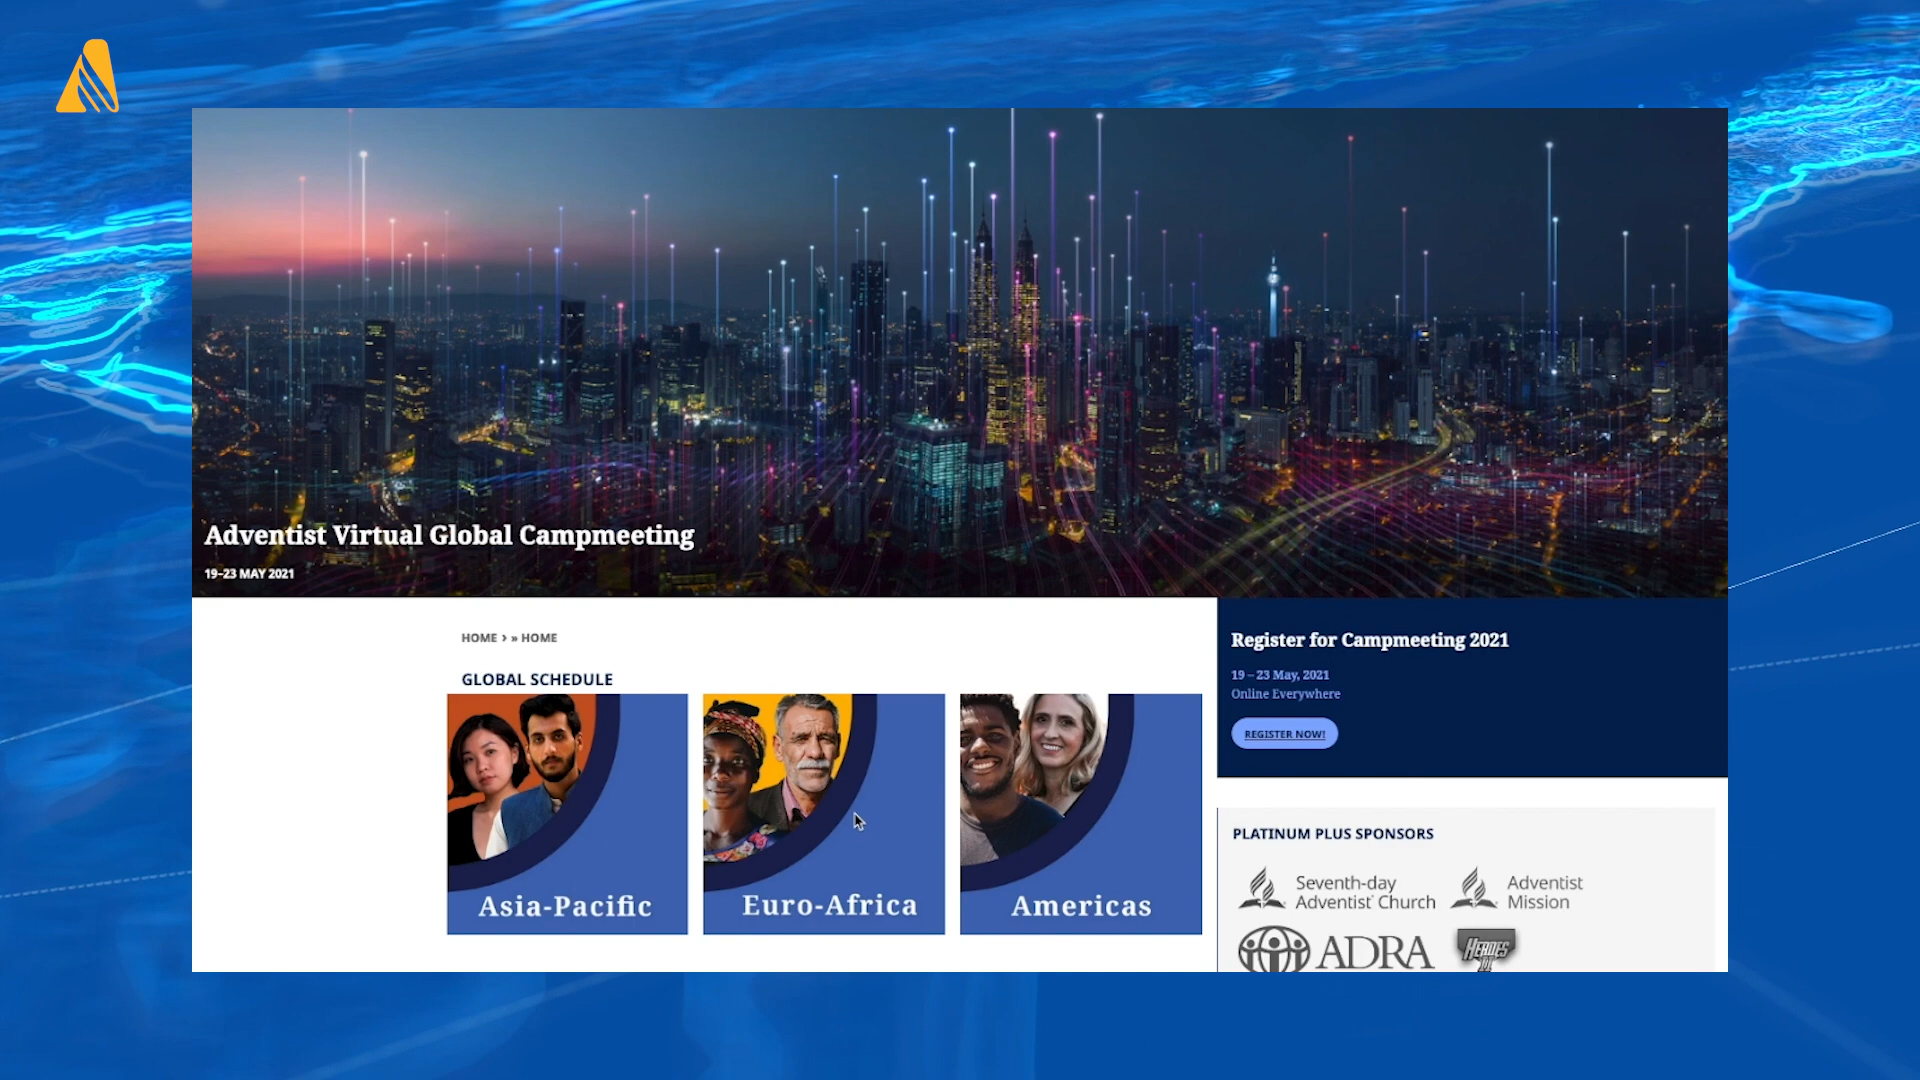 Adventist Virtual Global Campmeeting
19–23 MAY 2021
HOME › » HOME
GLOBAL SCHEDULE
Asia-Pacific
Euro-Africa
Americas
Register for Campmeeting 2021
19 – 23 May, 2021
Online Everywhere
REGISTER NOW!
PLATINUM PLUS SPONSORS
Seventh-day
Adventist Church
Adventist
Mission
ADRA
HEROES
II